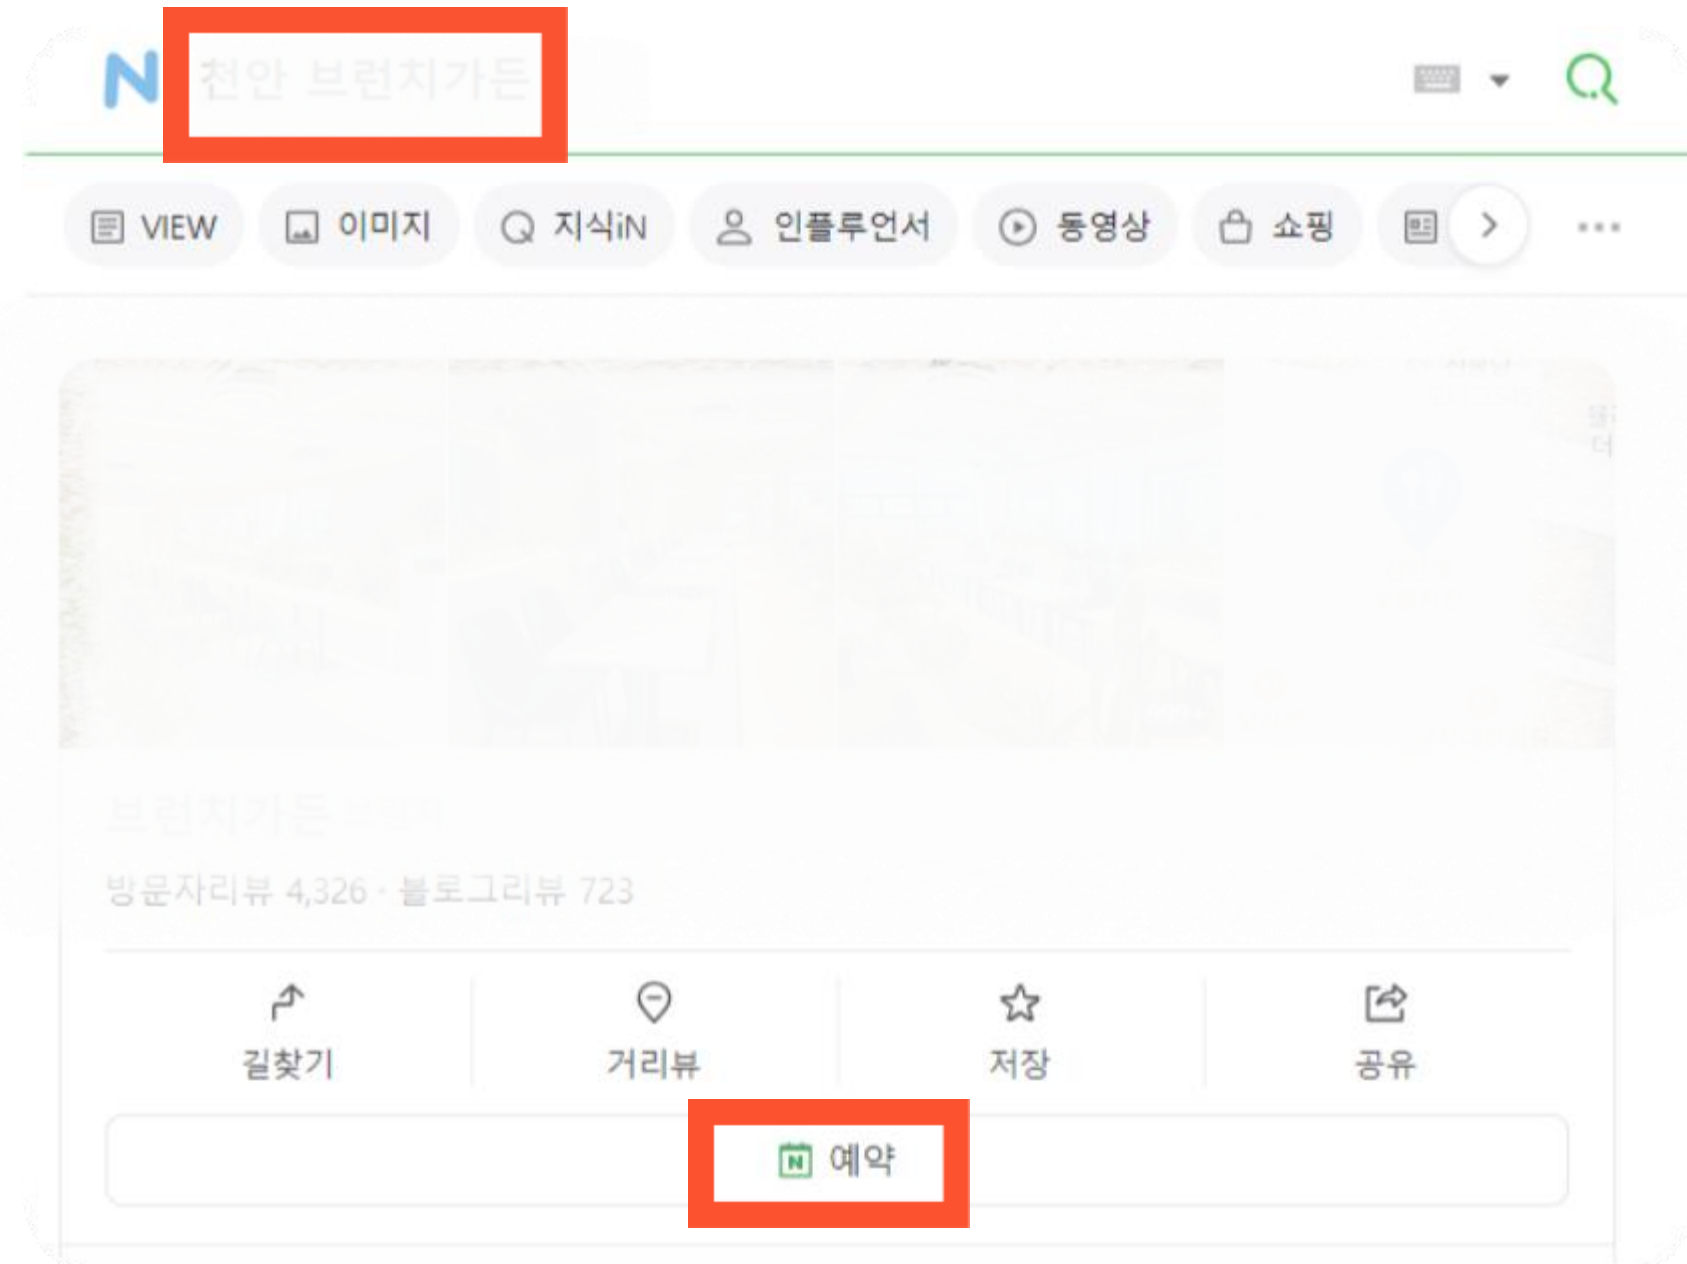 N 천안 브런치가든
VIEW 이미지 지식iN 인플루언서 동영상 쇼핑
브런치가든
방문자리뷰 4,326 · 블로그리뷰 723
길찾기 거리뷰 저장 공유
N 예약